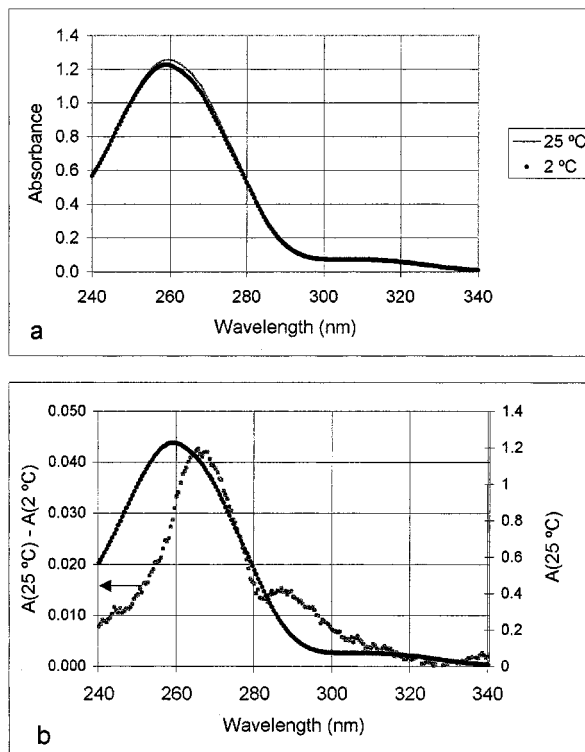 1.4
1.2
1.0
0.8
0.6
0.4
0.2
0.0
Absorbance
240 260 280 300 320 340
Wavelength (nm)
25 ºC
2 ºC
a
0.050
0.040
0.030
0.020
0.010
0.000
A(25 ºC) - A(2 ºC)
1.4
1.2
1
0.8
0.6
0.4
0.2
0
A(25 ºC)
240 260 280 300 320 340
Wavelength (nm)
b